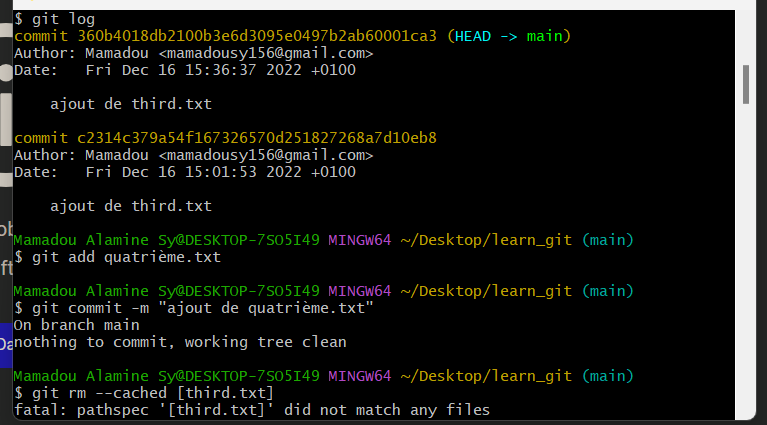 $ git log
commit 360b4018db2100b3e6d3095e0497b2ab60001ca3 (HEAD -> main)
Author: Mamadou <mamadousy156@gmail.com>
Date:   Fri Dec 16 15:36:37 2022 +0100
ajout de third.txt
commit c2314c379a54f167326570d251827268a7d10eb8
Author: Mamadou <mamadousy156@gmail.com>
Date:   Fri Dec 16 15:01:53 2022 +0100
ajout de third.txt
Mamadou Alamine Sy@DESKTOP-7SO5I49 MINGW64 ~/Desktop/learn_git (main)
$ git add quatrième.txt
Mamadou Alamine Sy@DESKTOP-7SO5I49 MINGW64 ~/Desktop/learn_git (main)
$ git commit -m "ajout de quatrième.txt"
On branch main
nothing to commit, working tree clean
Mamadou Alamine Sy@DESKTOP-7SO5I49 MINGW64 ~/Desktop/learn_git (main)
$ git rm --cached [third.txt]
fatal: pathspec '[third.txt]' did not match any files